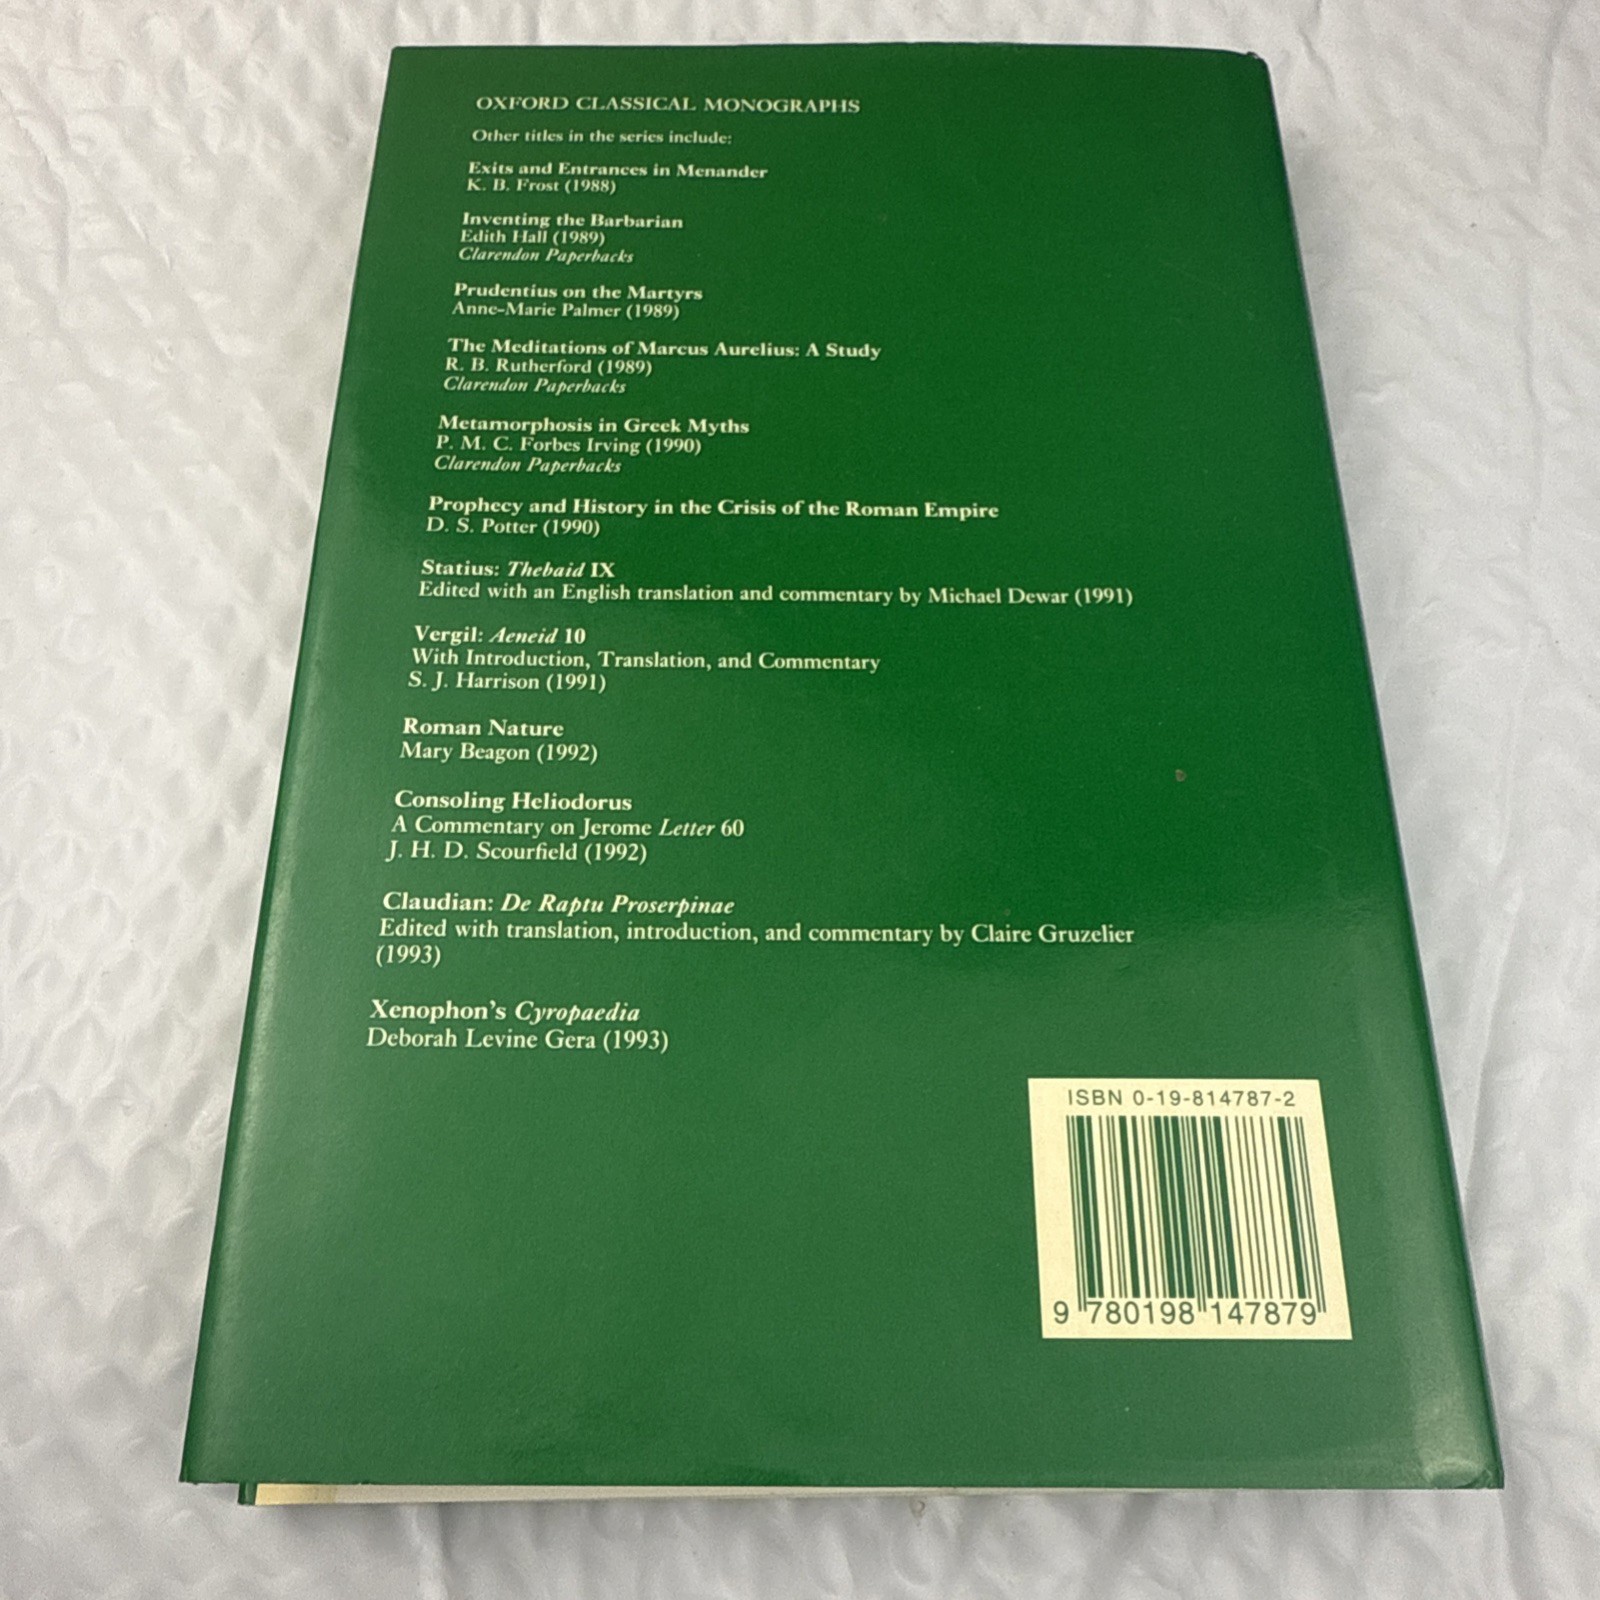 OXFORD CLASSICAL MONOGRAPHS
Other titles in the series include:
Exits and Entrances in Menander
K. B. Frost (1988)
Inventing the Barbarian
Edith Hall (1989)
Clarendon Paperbacks
Prudentius on the Martyrs
Anne-Marie Palmer (1989)
The Meditations of Marcus Aurelius: A Study
R. B. Rutherford (1989)
Clarendon Paperbacks
Metamorphosis in Greek Myths
P. M. C. Forbes Irving (1990)
Clarendon Paperbacks
Prophecy and History in the Crisis of the Roman Empire
D. S. Potter (1990)
Statius: Thebaid IX
Edited with an English translation and commentary by Michael Dewar (1991)
Vergil: Aeneid 10
With Introduction, Translation, and Commentary
S. J. Harrison (1991)
Roman Nature
Mary Beagon (1992)
Consoling Heliodorus
A Commentary on Jerome Letter 60
J. H. D. Scourfield (1992)
Claudian: De Raptu Proserpinae
Edited with translation, introduction, and commentary by Claire Gruzelier
(1993)
Xenophon's Cyropaedia
Deborah Levine Gera (1993)
ISBN 0-19-814787-2
9 780198 147879